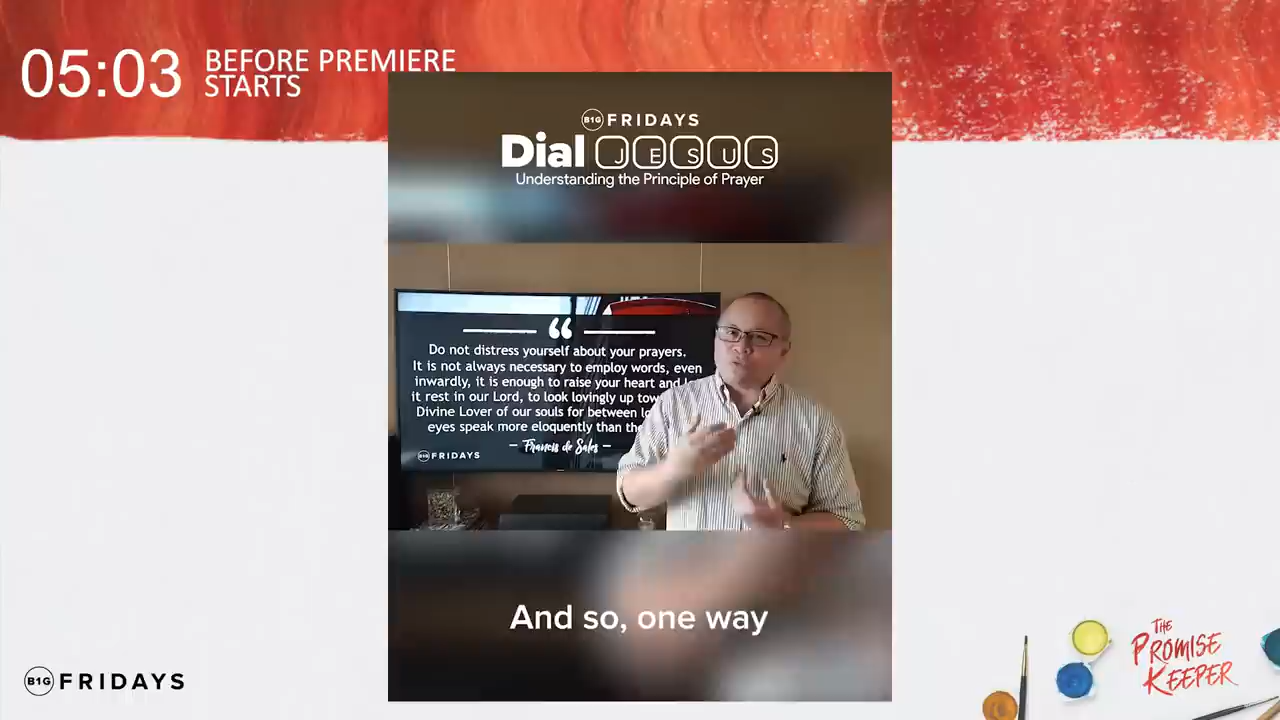 05:03
BEFORE PREMIERE
STARTS
B1G FRIDAYS
Dial JESUS
Understanding the Principle of Prayer
“
Do not distress yourself about your prayers.
It is not always necessary to employ words, even
inwardly, it is enough to raise your heart and
it rest in our Lord, to look lovingly up
Divine Lover of our souls for between
eyes speak more eloquently than
– Francis de Sales –
B1G FRIDAYS
And so, one way
B1G FRIDAYS
THE
PROMISE
KEEPER